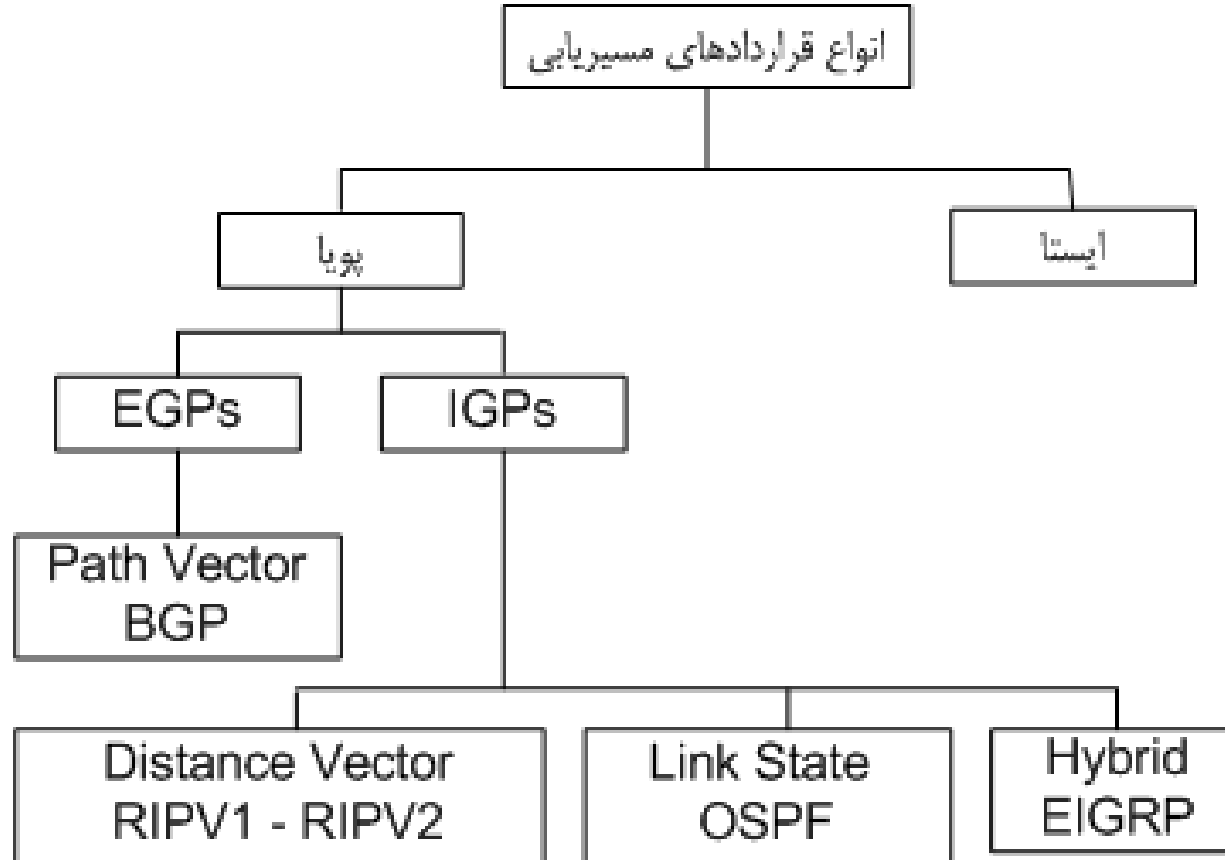 انواع قراردادهای مسیریابی
پویا
ایستا
EGPs
IGPs
Path Vector
BGP
Distance Vector
RIPV1 - RIPV2
Link State
OSPF
Hybrid
EIGRP